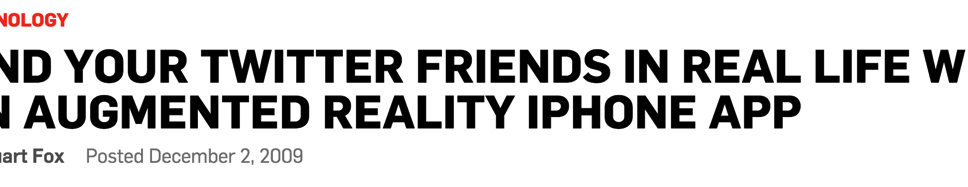 NOLOGY
ND YOUR TWITTER FRIENDS IN REAL LIFE W
N AUGMENTED REALITY IPHONE APP
uart Fox Posted December 2, 2009